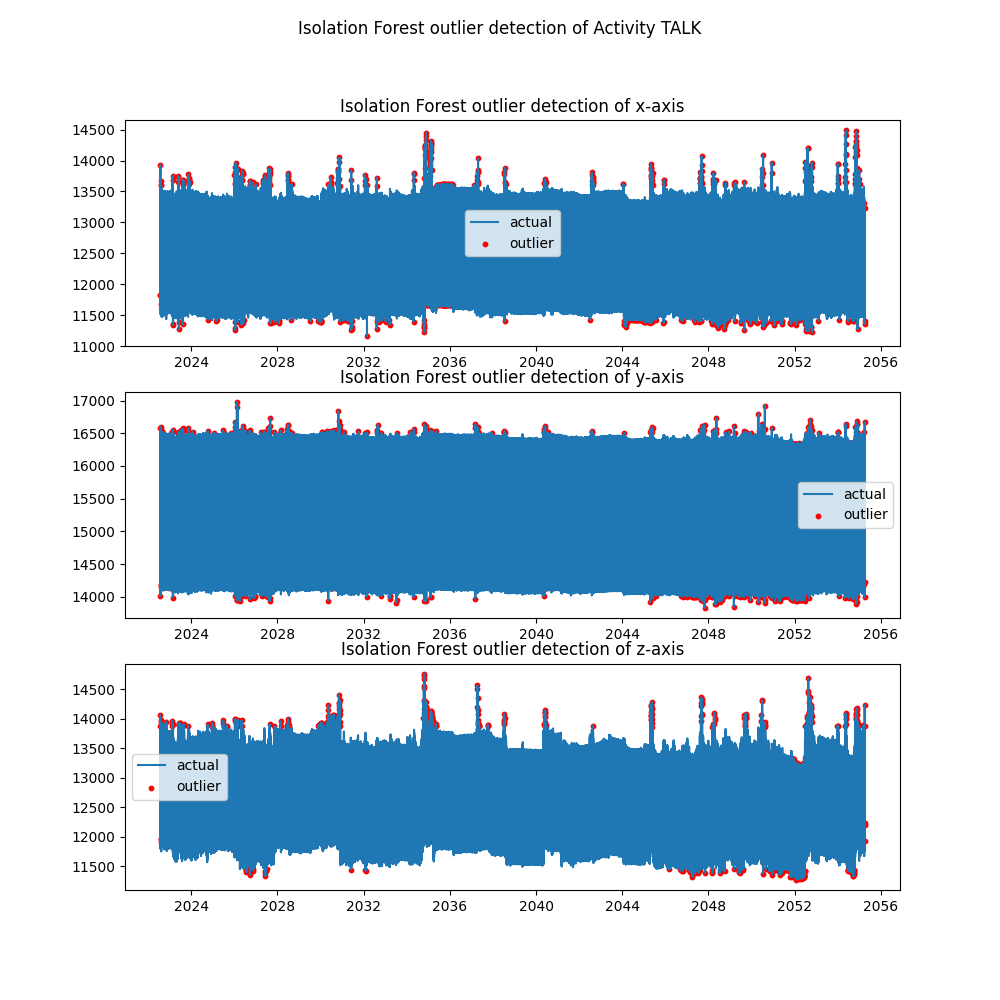 Isolation Forest outlier detection of Activity TALK
Isolation Forest outlier detection of x-axis
14500
14000
13500
13000
12500
12000
11500
11000
actual
outlier
2024 2028 2032 2036 2040 2044 2048 2052 2056
Isolation Forest outlier detection of y-axis
17000
16500
16000
15500
15000
14500
14000
actual
outlier
2024 2028 2032 2036 2040 2044 2048 2052 2056
Isolation Forest outlier detection of z-axis
14500
14000
13500
13000
12500
12000
11500
actual
outlier
2024 2028 2032 2036 2040 2044 2048 2052 2056